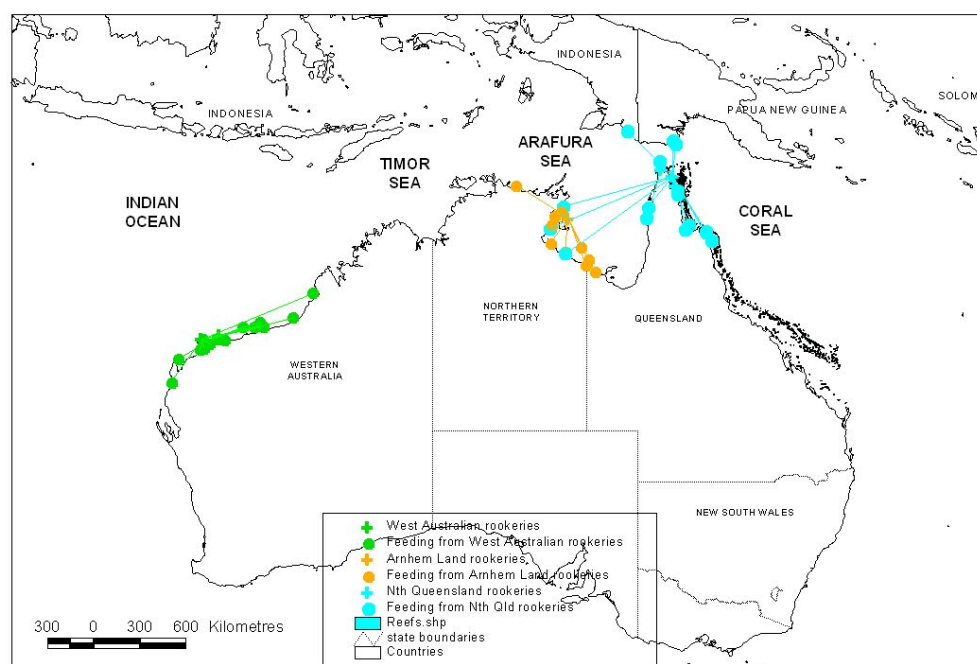 INDONESIA
INDONESIA
PAPUA NEW GUINEA
SOLOM
ARAFURA
SEA
TIMOR
SEA
INDIAN
OCEAN
CORAL
SEA
NORTHERN
TERRITORY
QUEENSLAND
WESTERN
AUSTRALIA
NEW SOUTH WALES
West Australian rookeries
Feeding from West Australian rookeries
Arnhem Land rookeries
Feeding from Arnhem Land rookeries
Nth Queensland rookeries
Feeding from Nth Qld rookeries
Reefs.shp
state boundaries
Countries
300 0 300 600 Kilometres